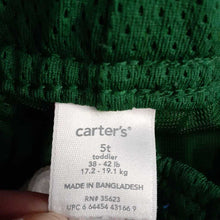 carter's®
5t
toddler
38 - 42 lb
17.2 - 19.1 kg
MADE IN BANGLADESH
RN# 35623
UPC 6 64454 43166 9